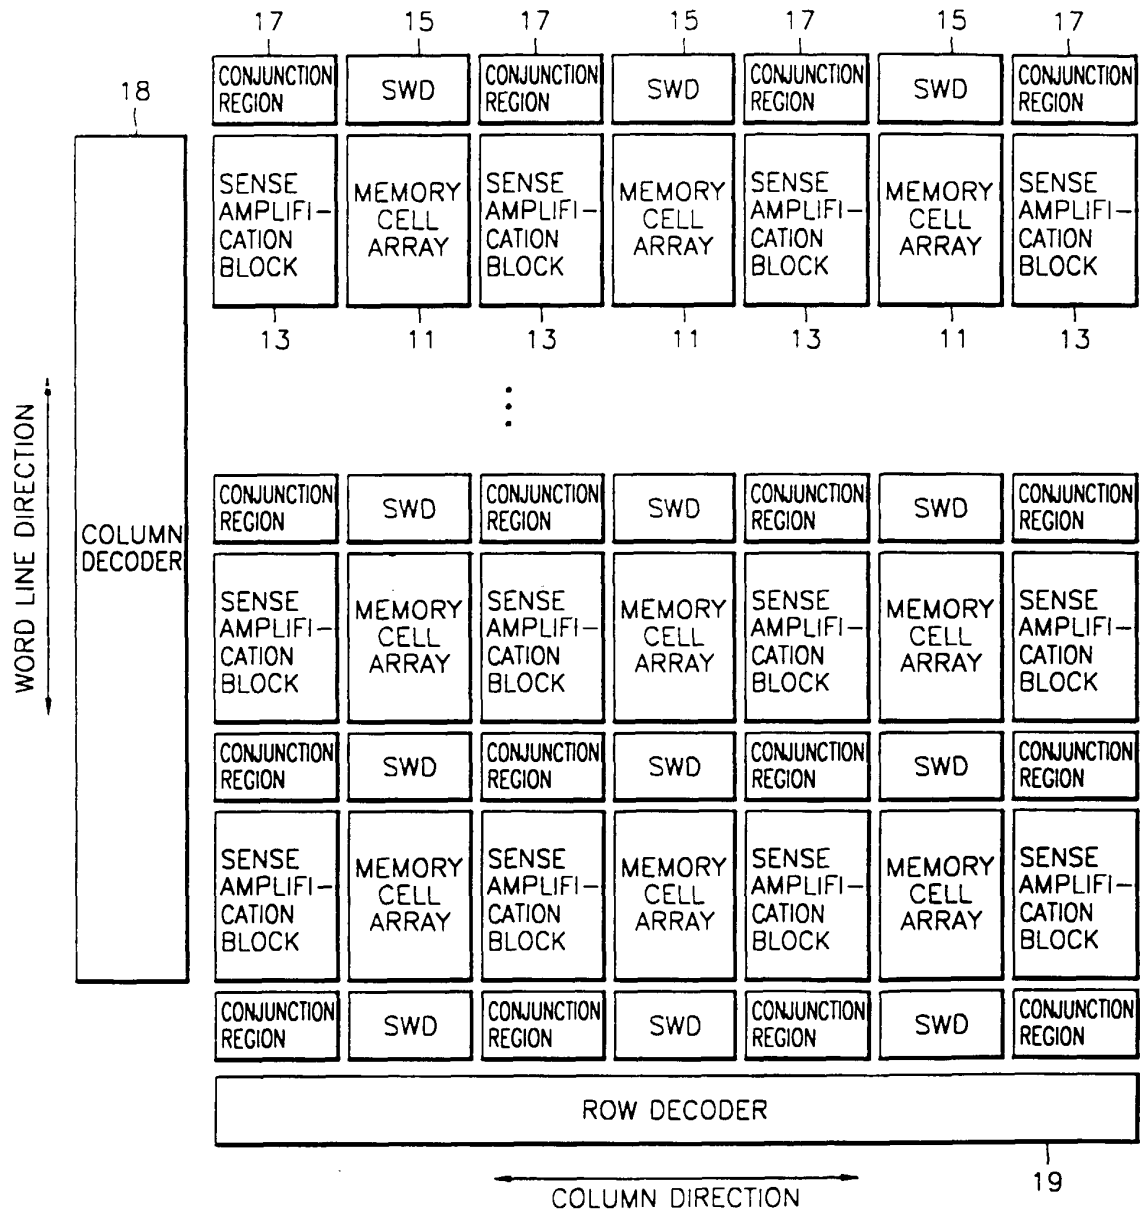 17 15 17 15 17 15 17
18
CONJUNCTION REGION
SWD
CONJUNCTION REGION
SWD
CONJUNCTION REGION
SWD
CONJUNCTION REGION
SENSE AMPLIFI- CATION BLOCK
MEMORY CELL ARRAY
SENSE AMPLIFI- CATION BLOCK
MEMORY CELL ARRAY
SENSE AMPLIFI- CATION BLOCK
MEMORY CELL ARRAY
SENSE AMPLIFI- CATION BLOCK
13 11 13 11 13 11 13
WORD LINE DIRECTION
COLUMN DECODER
CONJUNCTION REGION
SWD
CONJUNCTION REGION
SWD
CONJUNCTION REGION
SWD
CONJUNCTION REGION
SENSE AMPLIFI- CATION BLOCK
MEMORY CELL ARRAY
SENSE AMPLIFI- CATION BLOCK
MEMORY CELL ARRAY
SENSE AMPLIFI- CATION BLOCK
MEMORY CELL ARRAY
SENSE AMPLIFI- CATION BLOCK
CONJUNCTION REGION
SWD
CONJUNCTION REGION
SWD
CONJUNCTION REGION
SWD
CONJUNCTION REGION
SENSE AMPLIFI- CATION BLOCK
MEMORY CELL ARRAY
SENSE AMPLIFI- CATION BLOCK
MEMORY CELL ARRAY
SENSE AMPLIFI- CATION BLOCK
MEMORY CELL ARRAY
SENSE AMPLIFI- CATION BLOCK
CONJUNCTION REGION
SWD
CONJUNCTION REGION
SWD
CONJUNCTION REGION
SWD
CONJUNCTION REGION
ROW DECODER
19
COLUMN DIRECTION